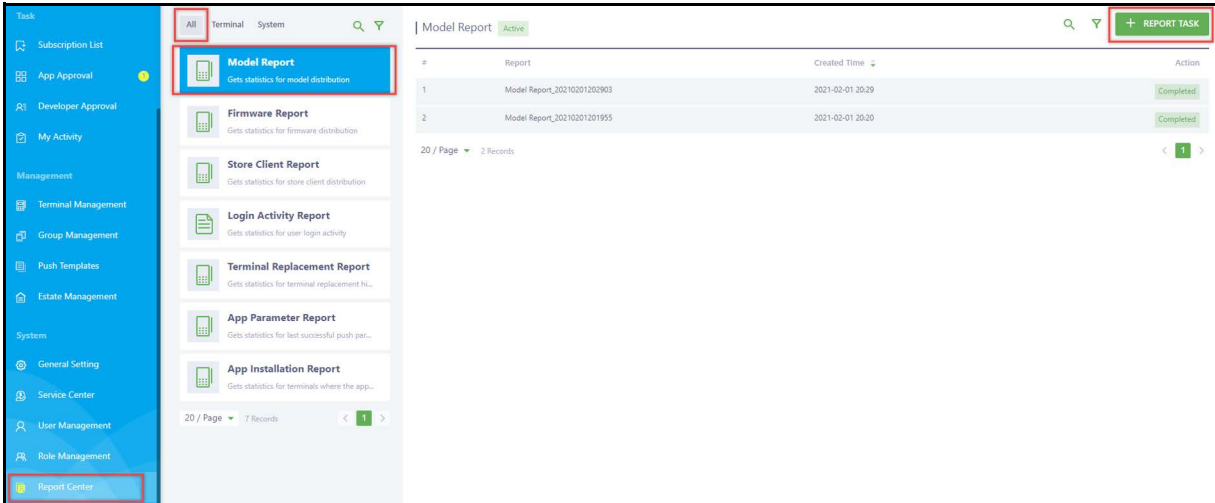 Task
Subscription List
App Approval 1
Developer Approval
My Activity
Management
Terminal Management
Group Management
Push Templates
Estate Management
System
General Setting
Service Center
User Management
Role Management
Report Center
All Terminal System
Model Report
Gets statistics for model distribution
Firmware Report
Gets statistics for firmware distribution
Store Client Report
Gets statistics for store client distribution
Login Activity Report
Gets statistics for user login activity
Terminal Replacement Report
Gets statistics for terminal replacement hi...
App Parameter Report
Gets statistics for last successful push par...
App Installation Report
Gets statistics for terminals where the app...
20 / Page 7 Records < 1 >
Model Report Active
+ REPORT TASK
# Report Created Time Action
1 Model Report_20210201202903 2021-02-01 20:29 Completed
2 Model Report_20210201201955 2021-02-01 20:20 Completed
20 / Page 2 Records < 1 >